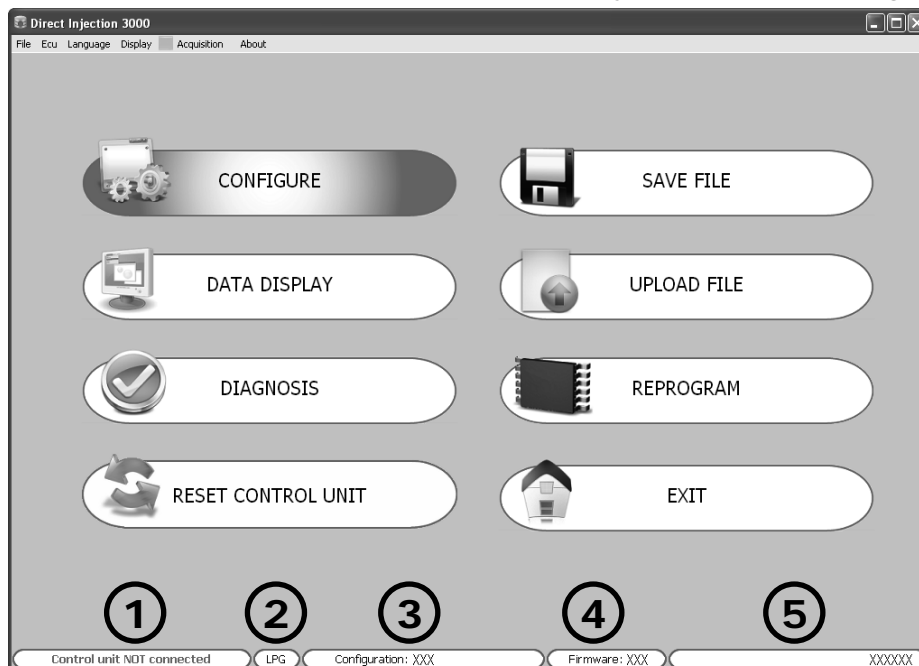 Direct Injection 3000
File Ecu Language Display Acquisition About
CONFIGURE
SAVE FILE
DATA DISPLAY
UPLOAD FILE
DIAGNOSIS
REPROGRAM
RESET CONTROL UNIT
EXIT
1 2 3 4 5
Control unit NOT connected LPG Configuration: XXX Firmware: XXX XXXXXX